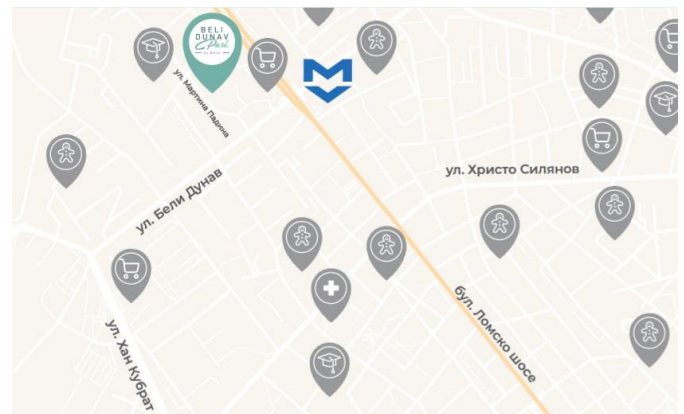 BELI
DUNAV
Park
ул. Мартина Падина
ул. Бели Дунав
ул. Христо Силянов
бул. Ломско шосе
ул. Хан Кубрат